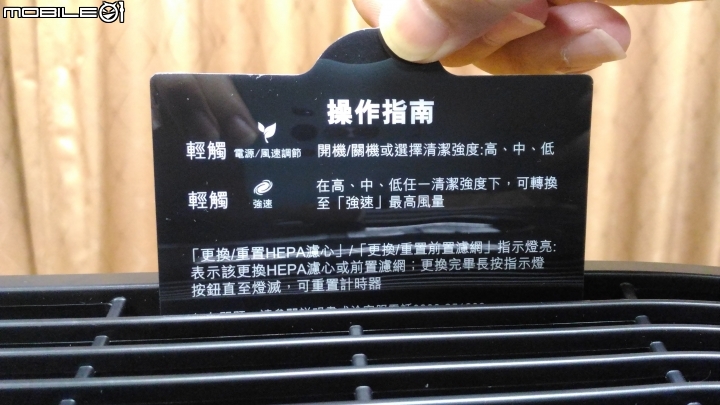 MOBILE01
操作指南
輕觸 電源/風速調節 開機/關機或選擇清潔強度:高、中、低
輕觸 強速 在高、中、低任一清潔強度下，可轉換
至「強速」最高風量
「更換/重置HEPA濾心」/「更換/重置前置濾網」指示燈亮:
表示該更換HEPA濾心或前置濾網；更換完畢長按指示燈
按鈕直至燈滅，可重置計時器